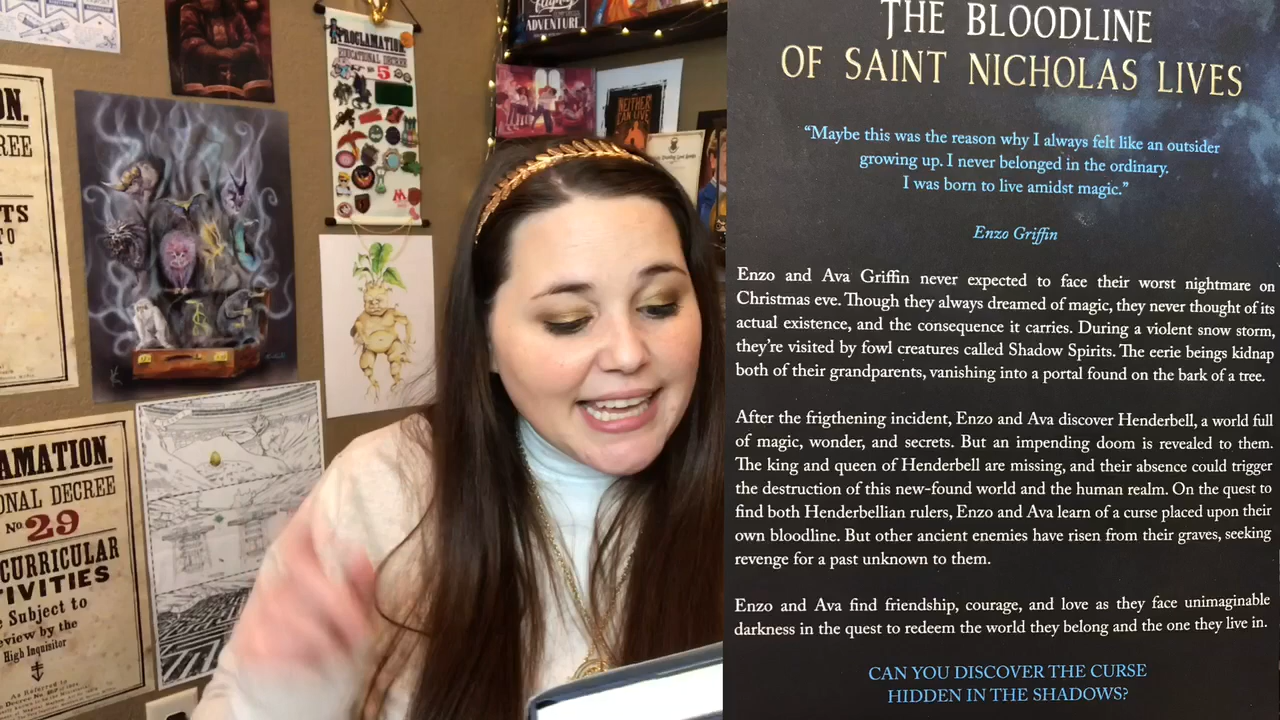 ADVENTURE
PROCLAMATION
EDUCATIONAL DECREE
5
NEITHER
CAN LIVE
ON.
REE
TS
TO
AMATION.
ONAL DECREE
No. 29
CURRICULAR
TIVITIES
Subject to
view by the
High Inquisitor
As Referred to
THE BLOODLINE
OF SAINT NICHOLAS LIVES
“Maybe this was the reason why I always felt like an outsider
growing up. I never belonged in the ordinary.
I was born to live amidst magic.”
Enzo Griffin
Enzo and Ava Griffin never expected to face their worst nightmare on
Christmas eve. Though they always dreamed of magic, they never thought of its
actual existence, and the consequence it carries. During a violent snow storm,
they’re visited by fowl creatures called Shadow Spirits. The eerie beings kidnap
both of their grandparents, vanishing into a portal found on the bark of a tree.
After the frigthening incident, Enzo and Ava discover Henderbell, a world full
of magic, wonder, and secrets. But an impending doom is revealed to them.
The king and queen of Henderbell are missing, and their absence could trigger
the destruction of this new-found world and the human realm. On the quest to
find both Henderbellian rulers, Enzo and Ava learn of a curse placed upon their
own bloodline. But other ancient enemies have risen from their graves, seeking
revenge for a past unknown to them.
Enzo and Ava find friendship, courage, and love as they face unimaginable
darkness in the quest to redeem the world they belong and the one they live in.
CAN YOU DISCOVER THE CURSE
HIDDEN IN THE SHADOWS?